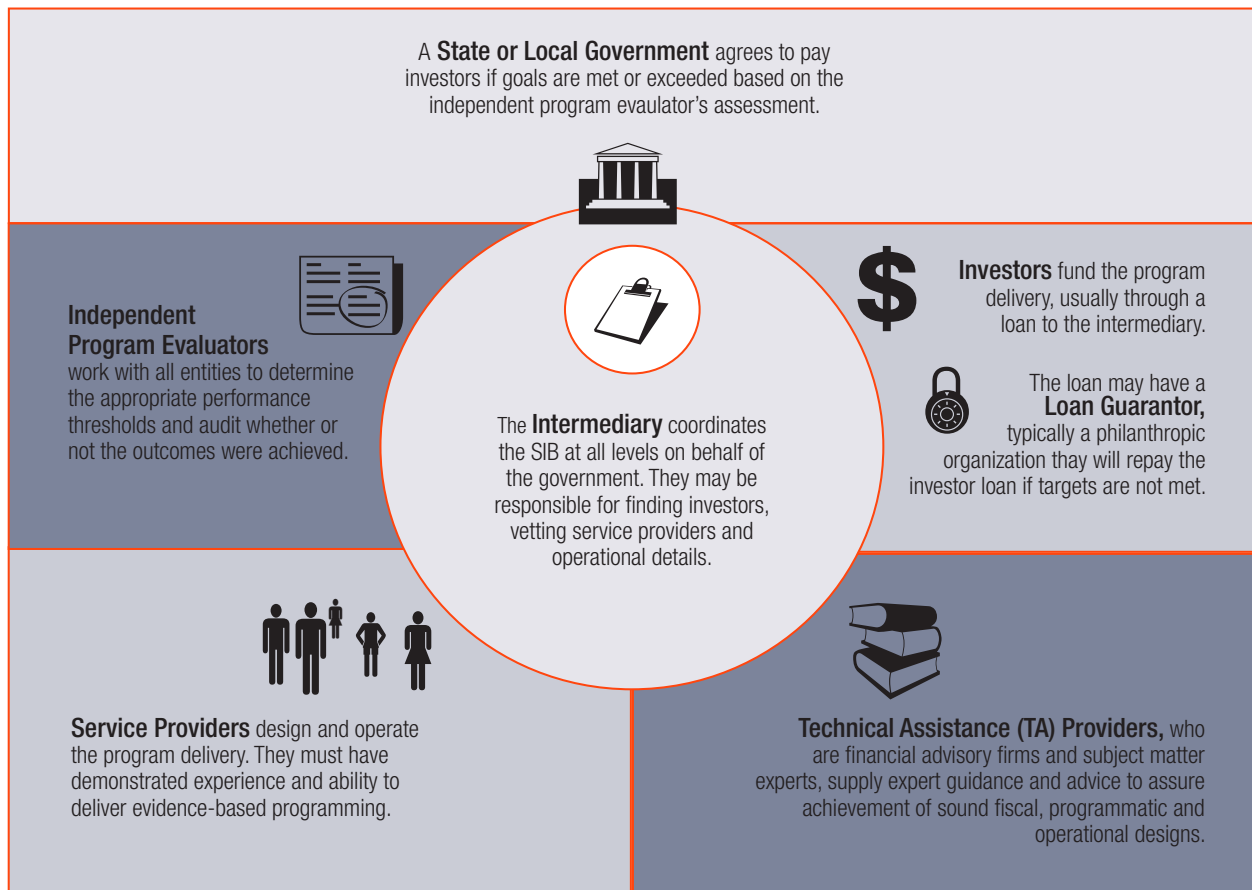 A State or Local Government agrees to pay
investors if goals are met or exceeded based on the
independent program evaulator's assessment.
Independent
Program Evaluators
work with all entities to determine
the appropriate performance
thresholds and audit whether or
not the outcomes were achieved.
The Intermediary coordinates
the SIB at all levels on behalf of
the government. They may be
responsible for finding investors,
vetting service providers and
operational details.
$
Investors fund the program
delivery, usually through a
loan to the intermediary.
The loan may have a
Loan Guarantor,
typically a philanthropic
organization thay will repay the
investor loan if targets are not met.
Service Providers design and operate
the program delivery. They must have
demonstrated experience and ability to
deliver evidence-based programming.
Technical Assistance (TA) Providers, who
are financial advisory firms and subject matter
experts, supply expert guidance and advice to assure
achievement of sound fiscal, programmatic and
operational designs.